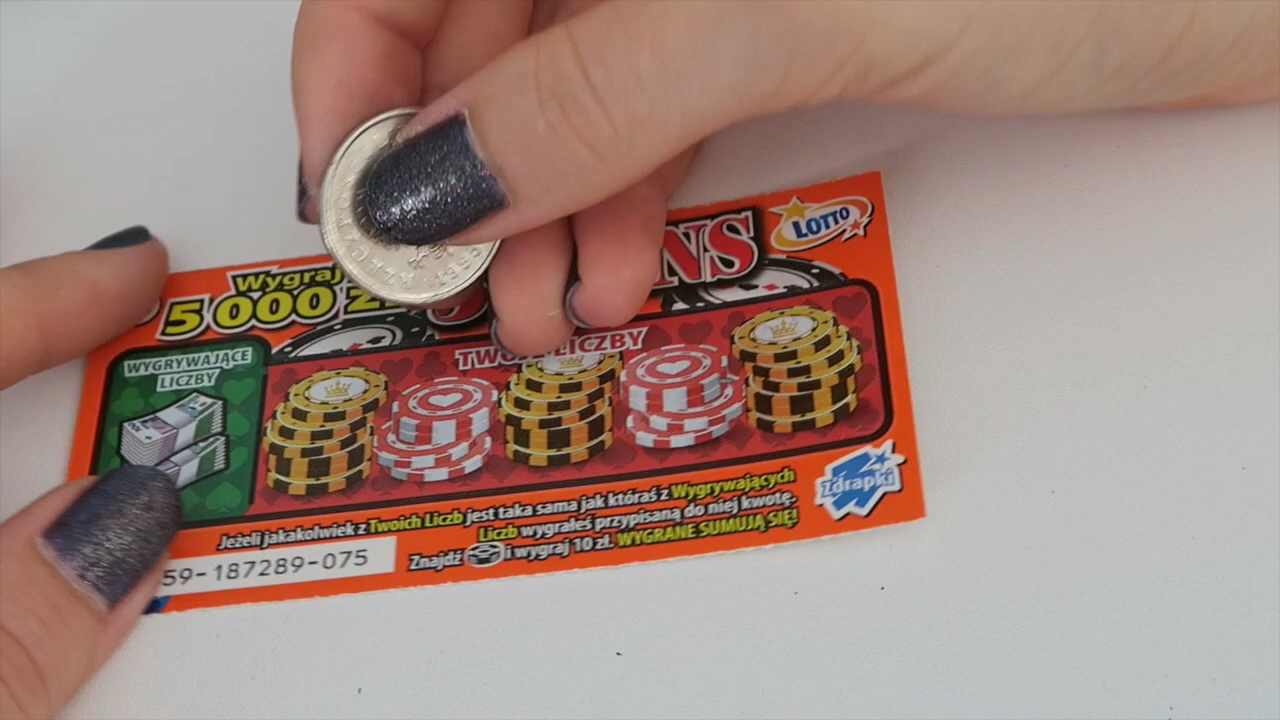 Wygraj
5 000 zł
NS
LOTTO
WYGRYWAJĄCE
LICZBY
TWOJE LICZBY
Jeżeli jakakolwiek z Twoich Liczb jest taka sama jak któraś z Wygrywających
Liczb wygrałeś przypisaną do niej kwotę.
Znajdź i wygraj 10 zł. WYGRANE SUMUJĄ SIĘ!
Zdrapki
59-187289-075